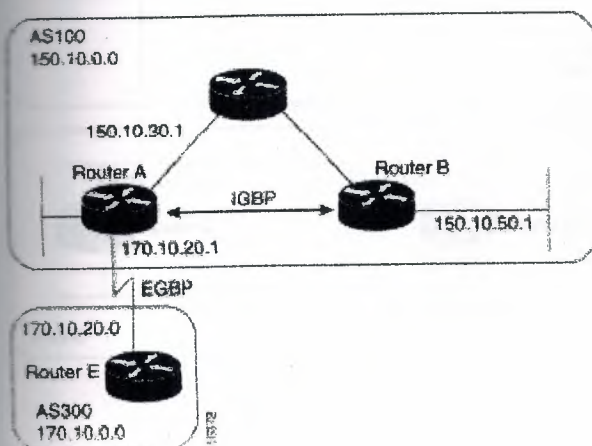 AS100
150.10.0.0
150.10.30.1
Router A
Router B
IGBP
150.10.50.1
170.10.20.1
EGBP
170.10.20.0
Router E
AS300
170.10.0.0